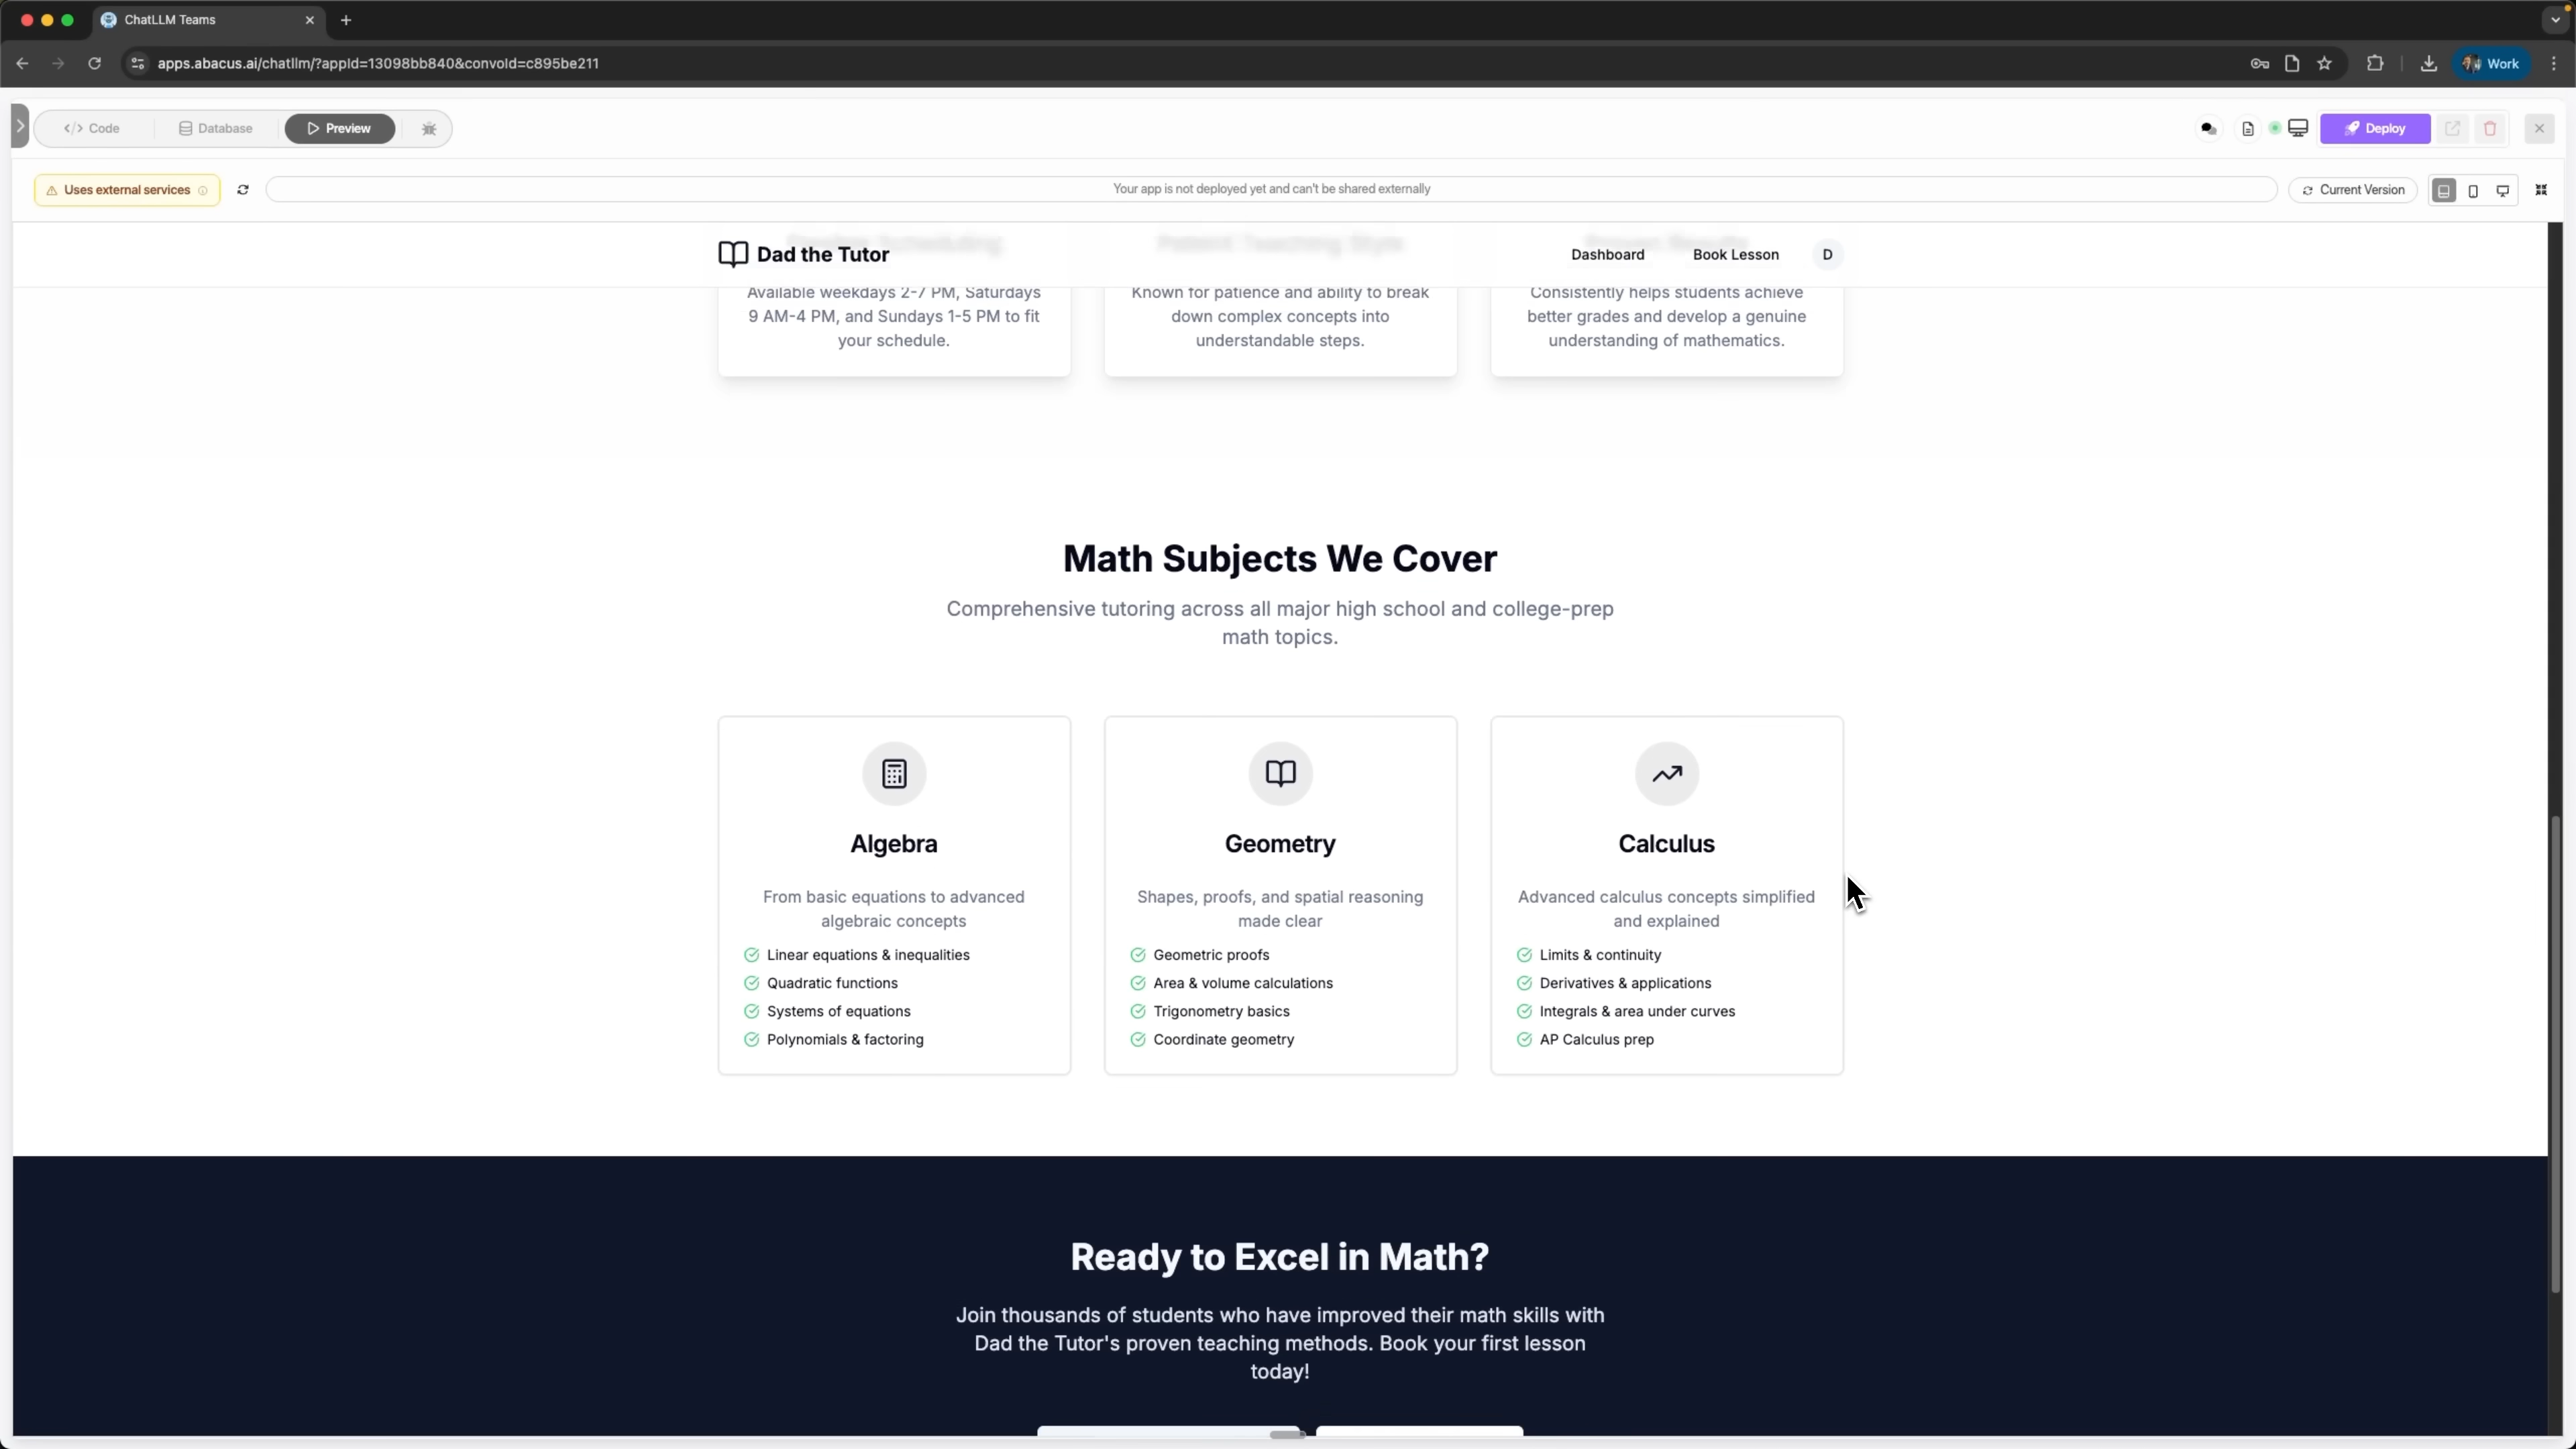 ChatLLM Teams
apps.abacus.ai/chatllm/?appId=13098bb840&convoId=c895be211
Work
Code
Database
Preview
Deploy
Uses external services
Your app is not deployed yet and can't be shared externally
Current Version
Dad the Tutor
Dashboard
Book Lesson
D
Available weekdays 2-7 PM, Saturdays
9 AM-4 PM, and Sundays 1-5 PM to fit
your schedule.
Known for patience and ability to break
down complex concepts into
understandable steps.
Consistently helps students achieve
better grades and develop a genuine
understanding of mathematics.
Math Subjects We Cover
Comprehensive tutoring across all major high school and college-prep
math topics.
Algebra
From basic equations to advanced
algebraic concepts
Linear equations & inequalities
Quadratic functions
Systems of equations
Polynomials & factoring
Geometry
Shapes, proofs, and spatial reasoning
made clear
Geometric proofs
Area & volume calculations
Trigonometry basics
Coordinate geometry
Calculus
Advanced calculus concepts simplified
and explained
Limits & continuity
Derivatives & applications
Integrals & area under curves
AP Calculus prep
Ready to Excel in Math?
Join thousands of students who have improved their math skills with
Dad the Tutor's proven teaching methods. Book your first lesson
today!